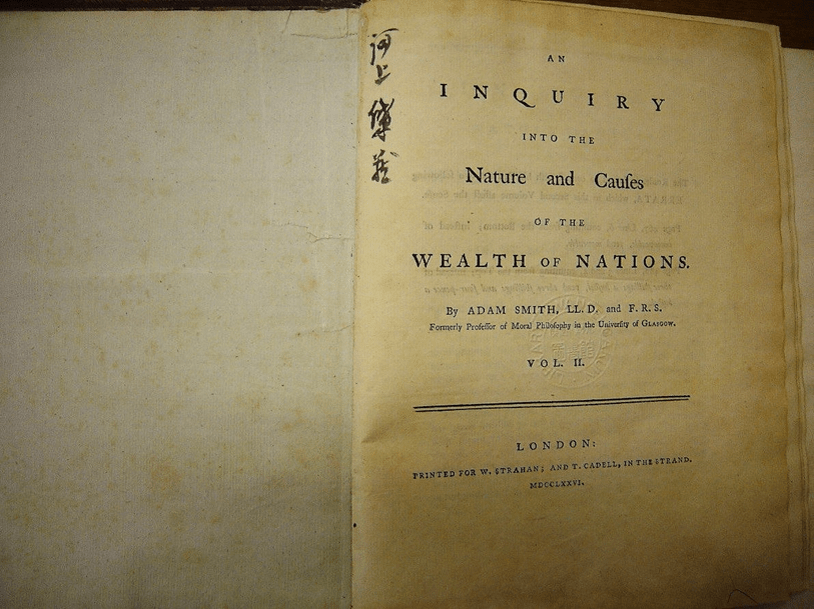 河上肇
AN
INQUIRY
INTO THE
Nature and Cauſes
OF THE
WEALTH OF NATIONS.
By ADAM SMITH, LL.D. and F.R.S.
Formerly Profeſſor of Moral Philoſophy in the Univerſity of GLASGOW.
VOL. II.
LONDON:
PRINTED FOR W. STRAHAN; AND T. CADELL, IN THE STRAND.
MDCCLXXVI.